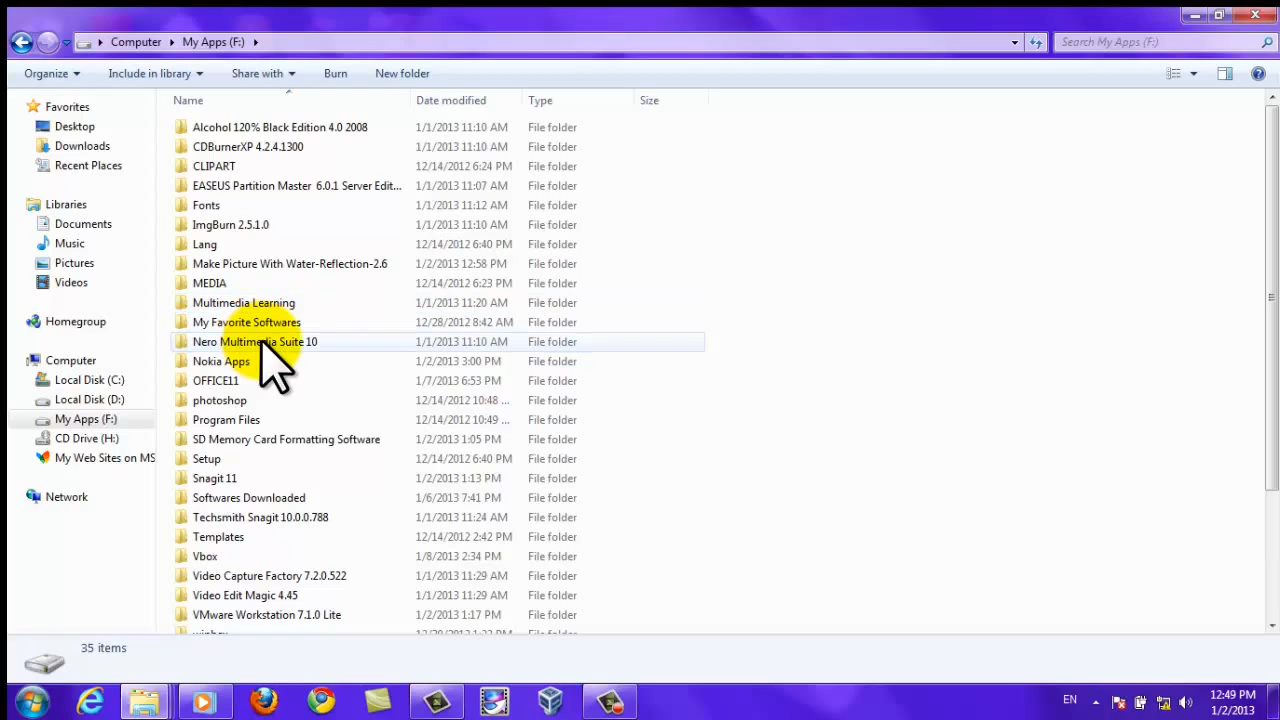 Computer My Apps (F:)
Search My Apps (F:)
Organize Include in library Share with Burn New folder
Name Date modified Type Size
Favorites
Desktop
Downloads
Recent Places
Libraries
Documents
Music
Pictures
Videos
Homegroup
Computer
Local Disk (C:)
Local Disk (D:)
My Apps (F:)
CD Drive (H:)
My Web Sites on MS
Network
Alcohol 120% Black Edition 4.0 2008 1/1/2013 11:10 AM File folder
CDBurnerXP 4.2.4.1300 1/1/2013 11:10 AM File folder
CLIPART 12/14/2012 6:24 PM File folder
EASEUS Partition Master 6.0.1 Server Edit... 1/1/2013 11:07 AM File folder
Fonts 1/1/2013 11:12 AM File folder
ImgBurn 2.5.1.0 1/1/2013 11:10 AM File folder
Lang 12/14/2012 6:40 PM File folder
Make Picture With Water-Reflection-2.6 1/2/2013 12:58 PM File folder
MEDIA 12/14/2012 6:23 PM File folder
Multimedia Learning 1/1/2013 11:20 AM File folder
My Favorite Softwares 12/28/2012 8:42 AM File folder
Nero Multimedia Suite 10 1/1/2013 11:10 AM File folder
Nokia Apps 1/2/2013 3:00 PM File folder
OFFICE11 1/7/2013 6:53 PM File folder
photoshop 12/14/2012 10:48 ... File folder
Program Files 12/14/2012 10:49 ... File folder
SD Memory Card Formatting Software 1/2/2013 1:05 PM File folder
Setup 12/14/2012 6:40 PM File folder
Snagit 11 1/2/2013 1:13 PM File folder
Softwares Downloaded 1/6/2013 7:41 PM File folder
Techsmith Snagit 10.0.0.788 1/1/2013 11:24 AM File folder
Templates 12/14/2012 2:42 PM File folder
Vbox 1/8/2013 2:34 PM File folder
Video Capture Factory 7.2.0.522 1/1/2013 11:29 AM File folder
Video Edit Magic 4.45 1/1/2013 11:29 AM File folder
VMware Workstation 7.1.0 Lite 1/2/2013 1:17 PM File folder
35 items
EN
12:49 PM
1/2/2013